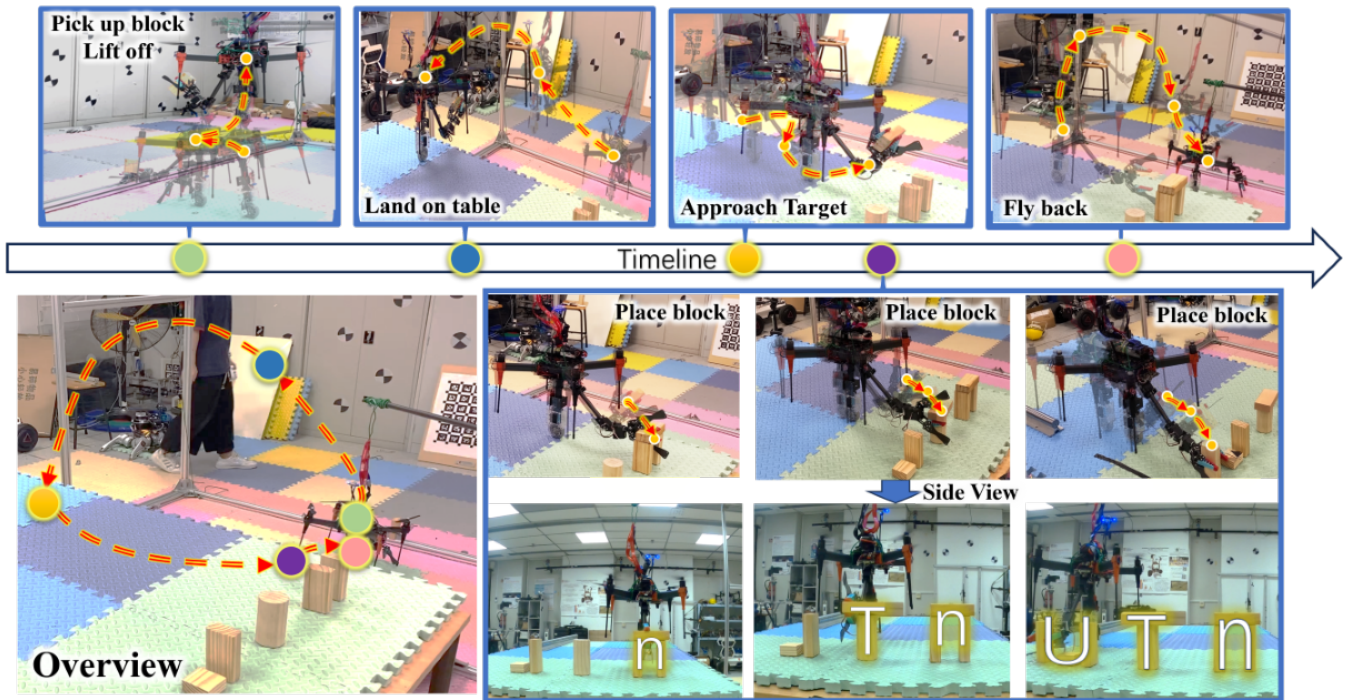 Pick up block
Lift off
Land on table
Approach Target
Fly back
Timeline
Place block
Place block
Place block
Side View
Overview
n
T n
U T n